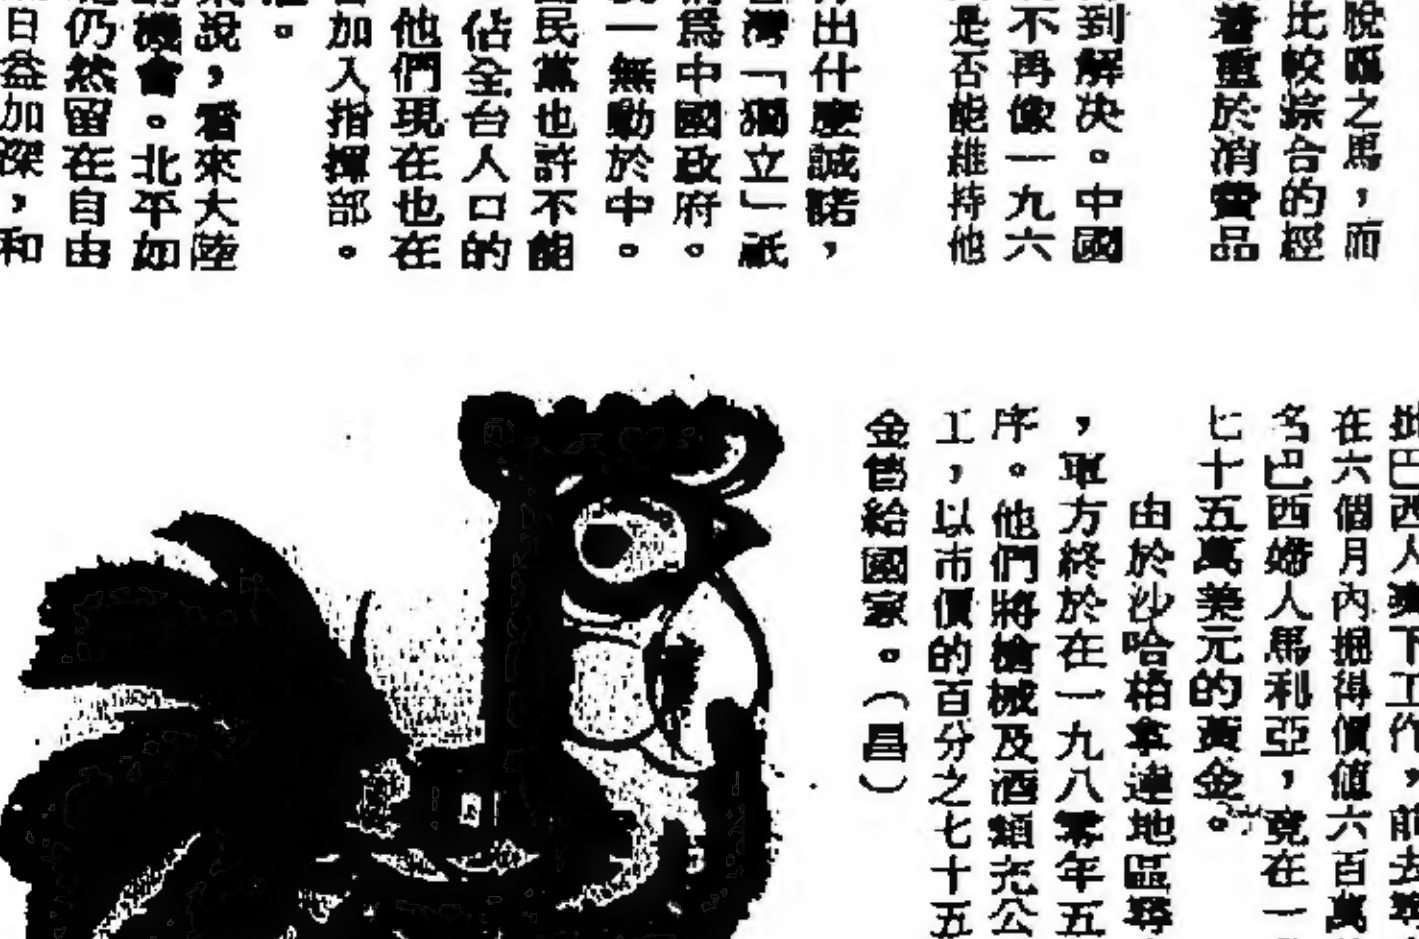 脫韁之馬，而
比較綜合的經
着重於消費品
到解決。中國
不再像一九六
是否能維持他
出什麼諾，
灣「獨立」祇
為中國政府。
一無動於中。
民黨也許不能
佔全台人口的
他們現在也在
加入指揮部。
。
說，看來大陸
機會。北平如
仍然留在自由
日益加深，和
巴西人下工作，前去
在六個月內掘得價值六百萬
名巴西婦人馬利亞，竟在一
七十五萬美元的黃金。
由於沙哈格拿達地區尋
，軍方終於在一九八零年五
序。他們將槍械及酒類充公
工，以市價的百分之七十五
金售給國家。（昌）